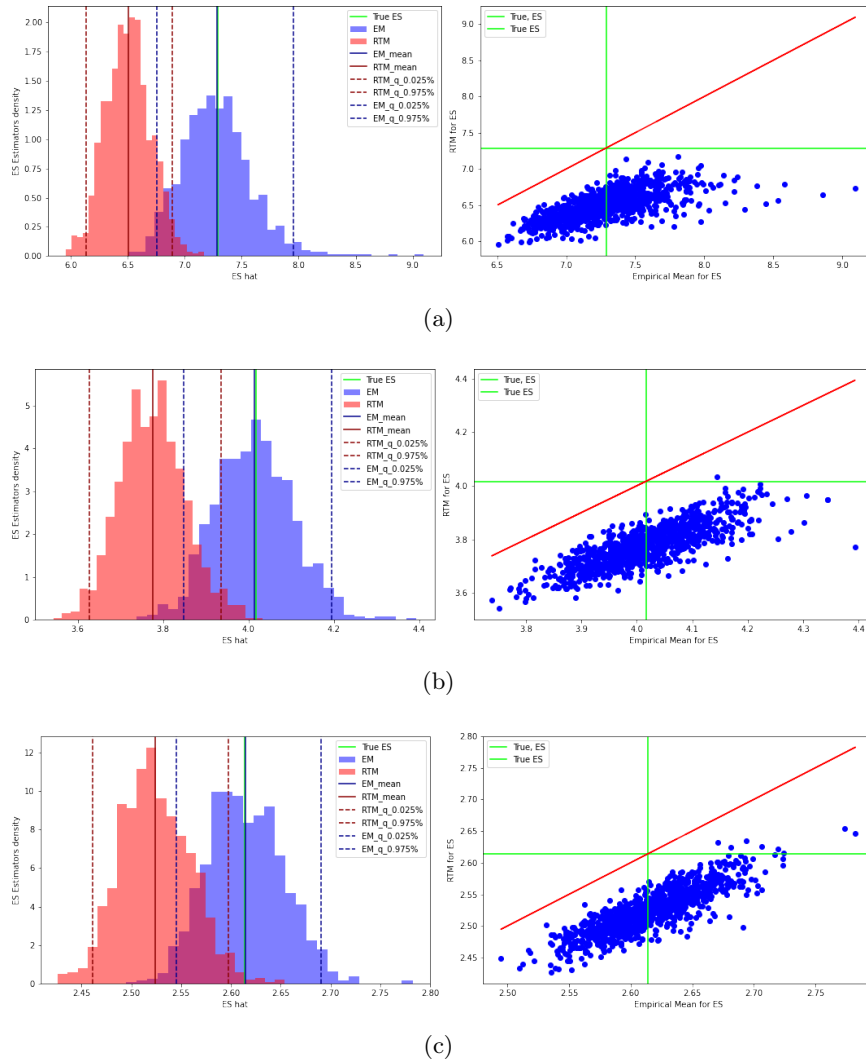 True ES
EM
RTM
EM_mean
RTM_mean
RTM_q_0.025%
RTM_q_0.975%
EM_q_0.025%
EM_q_0.975%
ES Estimators density
2.00
1.75
1.50
1.25
1.00
0.75
0.50
0.25
0.00
6.0 6.5 7.0 7.5 8.0 8.5 9.0
ES hat
True, ES
True ES
RTM for ES
9.0
8.5
8.0
7.5
7.0
6.5
6.0
6.5 7.0 7.5 8.0 8.5 9.0
Empirical Mean for ES
(a)
True ES
EM
RTM
EM_mean
RTM_mean
RTM_q_0.025%
RTM_q_0.975%
EM_q_0.025%
EM_q_0.975%
ES Estimators density
5
4
3
2
1
0
3.6 3.8 4.0 4.2 4.4
ES hat
True, ES
True ES
RTM for ES
4.4
4.2
4.0
3.8
3.6
3.8 3.9 4.0 4.1 4.2 4.3 4.4
Empirical Mean for ES
(b)
True ES
EM
RTM
EM_mean
RTM_mean
RTM_q_0.025%
RTM_q_0.975%
EM_q_0.025%
EM_q_0.975%
ES Estimators density
12
10
8
6
4
2
0
2.45 2.50 2.55 2.60 2.65 2.70 2.75 2.80
ES hat
True, ES
True ES
RTM for ES
2.80
2.75
2.70
2.65
2.60
2.55
2.50
2.45
2.50 2.55 2.60 2.65 2.70 2.75
Empirical Mean for ES
(c)